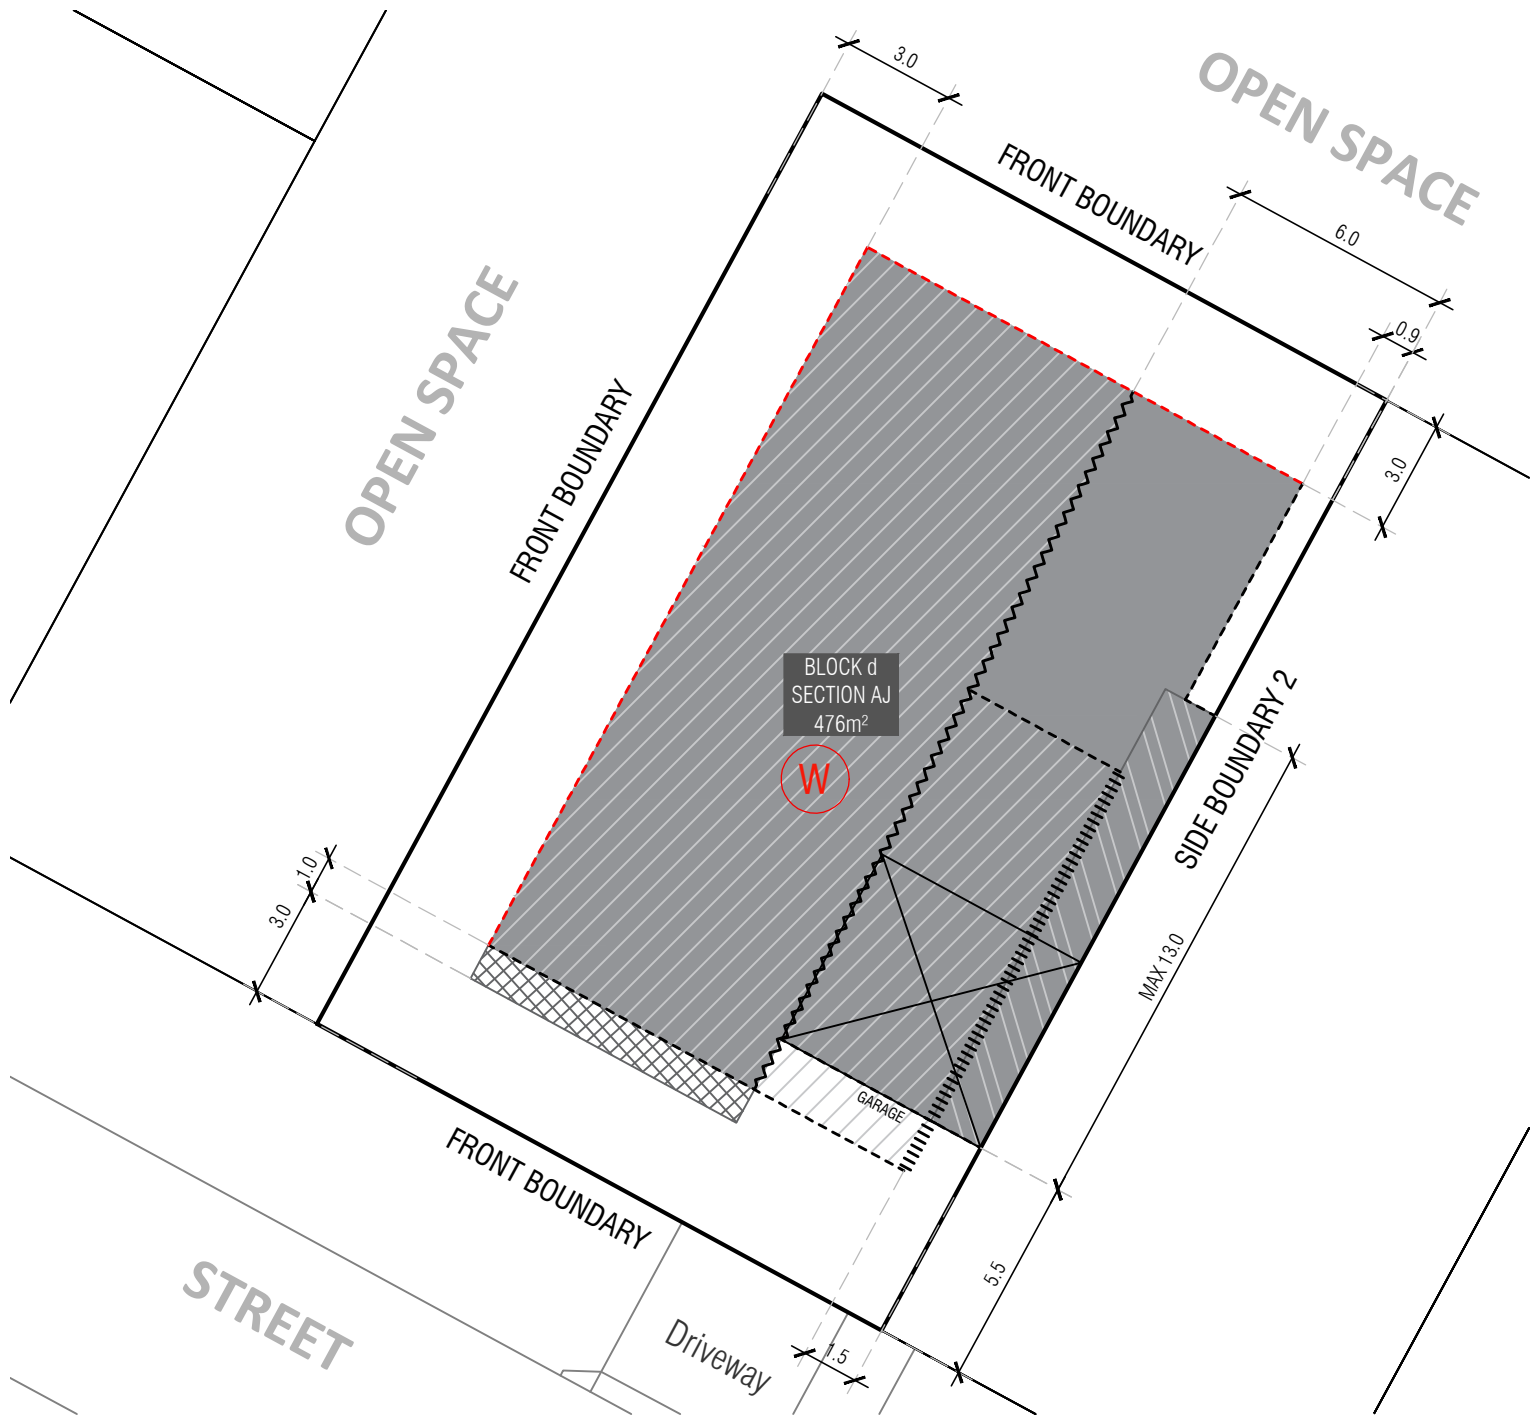 3.0
OPEN SPACE
FRONT BOUNDARY
6.0
0.9
3.0
OPEN SPACE
FRONT BOUNDARY
BLOCK d
SECTION AJ
476m²
W
SIDE BOUNDARY 2
1.0
3.0
MAX 13.0
GARAGE
FRONT BOUNDARY
5.5
STREET
Driveway
1.5